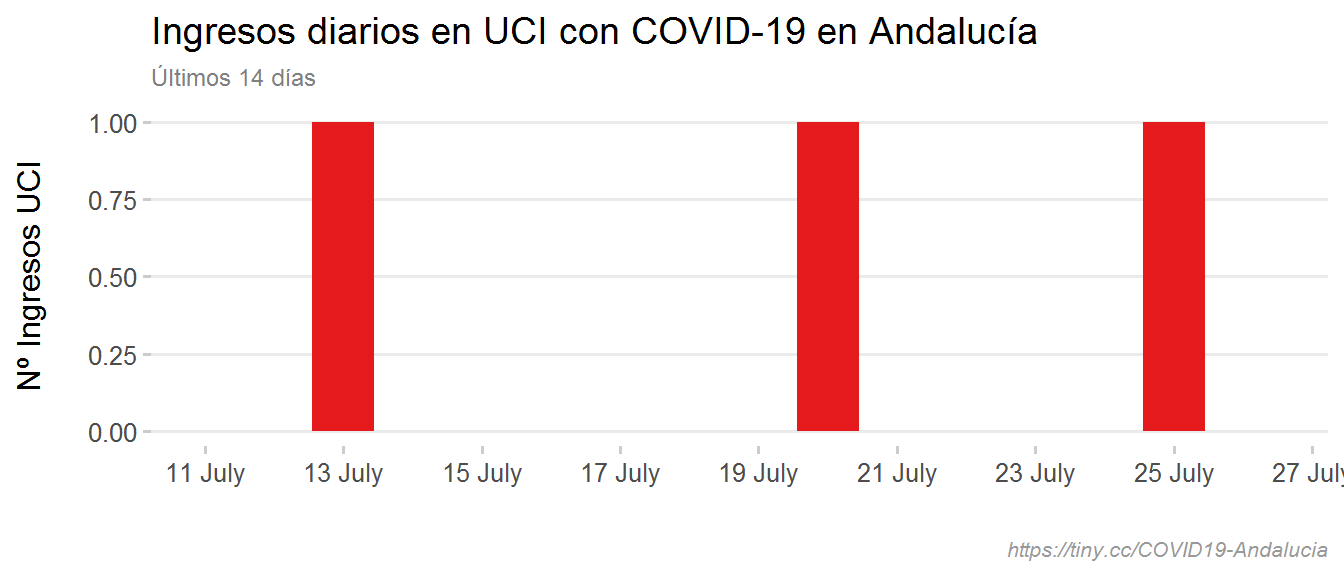 Ingresos diarios en UCI con COVID-19 en Andalucía
Últimos 14 días
Nº Ingresos UCI
1.00
0.75
0.50
0.25
0.00
11 July 13 July 15 July 17 July 19 July 21 July 23 July 25 July 27 July
https://tiny.cc/COVID19-Andalucia